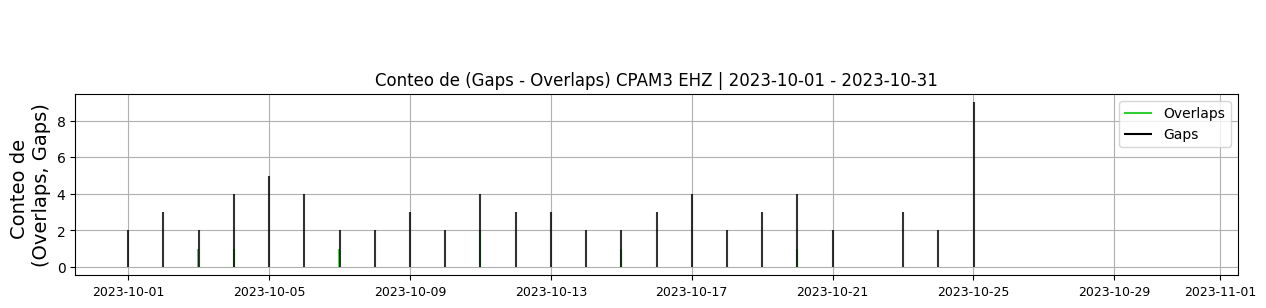 Conteo de (Gaps - Overlaps) CPAM3 EHZ | 2023-10-01 - 2023-10-31
Conteo de
(Overlaps, Gaps)
8
6
4
2
0
Overlaps
Gaps
2023-10-01
2023-10-05
2023-10-09
2023-10-13
2023-10-17
2023-10-21
2023-10-25
2023-10-29
2023-11-01